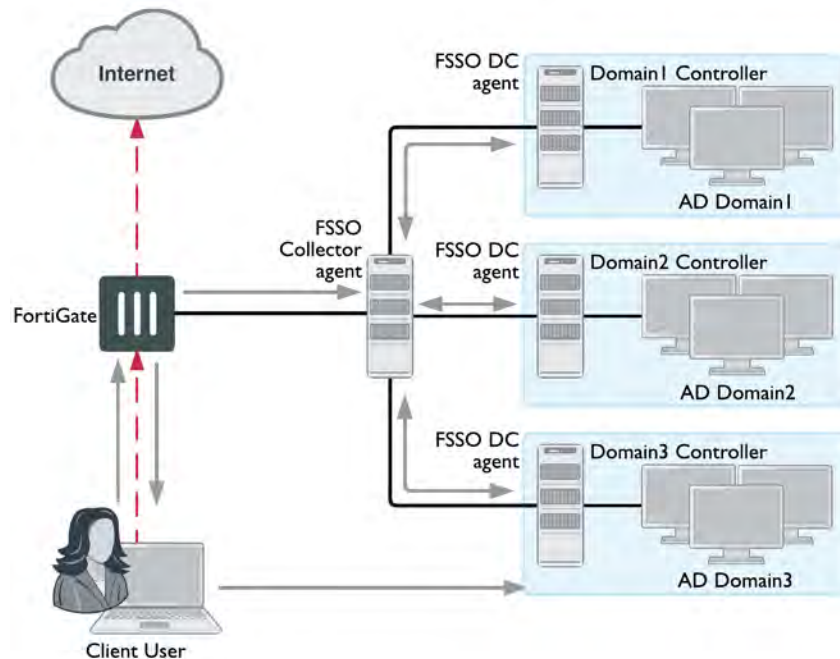 Internet
FSSO DC
agent
Domain1 Controller
AD Domain1
FSSO
Collector
agent
FSSO DC
agent
Domain2 Controller
AD Domain2
FortiGate
FSSO DC
agent
Domain3 Controller
AD Domain3
Client User